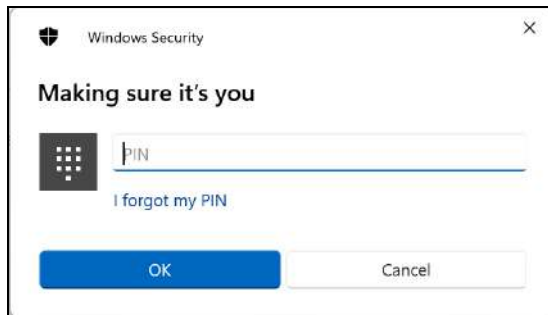 Windows Security
Making sure it's you
PIN
I forgot my PIN
OK
Cancel